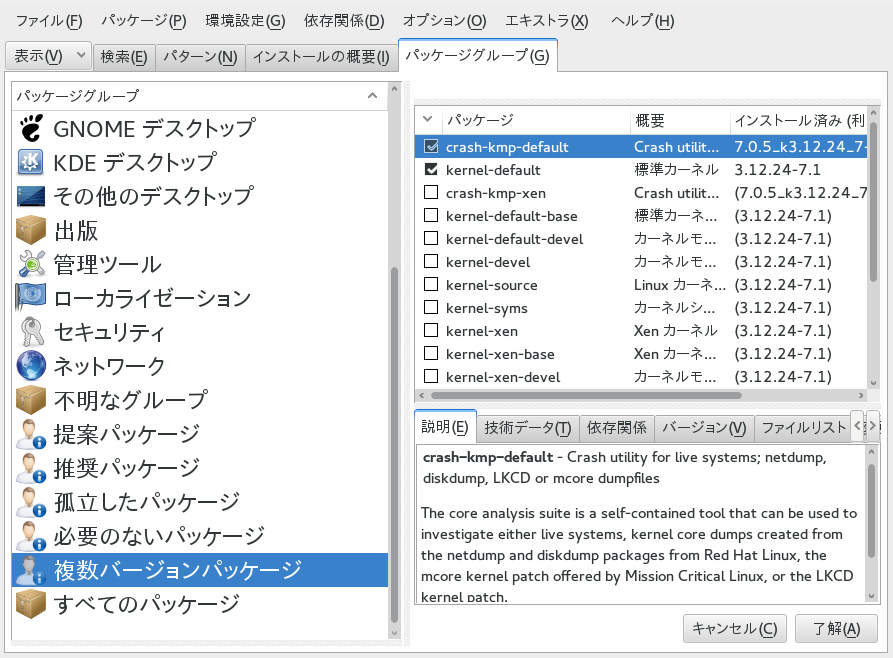 ファイル(F) パッケージ(P) 環境設定(G) 依存関係(D) オプション(O) エキストラ(X) ヘルプ(H)
表示(V) 検索(E) パターン(N) インストールの概要(I) パッケージグループ(G)
パッケージグループ
GNOME デスクトップ
KDE デスクトップ
その他のデスクトップ
出版
管理ツール
ローカライゼーション
セキュリティ
ネットワーク
不明なグループ
提案パッケージ
推奨パッケージ
孤立したパッケージ
必要のないパッケージ
複数バージョンパッケージ
すべてのパッケージ
パッケージ 概要 インストール済み (利
crash-kmp-default Crash utilit... 7.0.5_k3.12.24_7-
kernel-default 標準カーネル 3.12.24-7.1
crash-kmp-xen Crash utilit... (7.0.5_k3.12.24_7
kernel-default-base 標準カーネ... (3.12.24-7.1)
kernel-default-devel カーネルモ... (3.12.24-7.1)
kernel-devel カーネルモ... (3.12.24-7.1)
kernel-source Linux カーネ... (3.12.24-7.1)
kernel-syms カーネルシ... (3.12.24-7.1)
kernel-xen Xen カーネル (3.12.24-7.1)
kernel-xen-base Xen カーネ... (3.12.24-7.1)
kernel-xen-devel カーネルモ... (3.12.24-7.1)
説明(E) 技術データ(T) 依存関係 バージョン(V) ファイルリスト
crash-kmp-default - Crash utility for live systems; netdump,
diskdump, LKCD or mcore dumpfiles
The core analysis suite is a self-contained tool that can be used to
investigate either live systems, kernel core dumps created from
the netdump and diskdump packages from Red Hat Linux, the
mcore kernel patch offered by Mission Critical Linux, or the LKCD
kernel patch.
キャンセル(C) 了解(A)